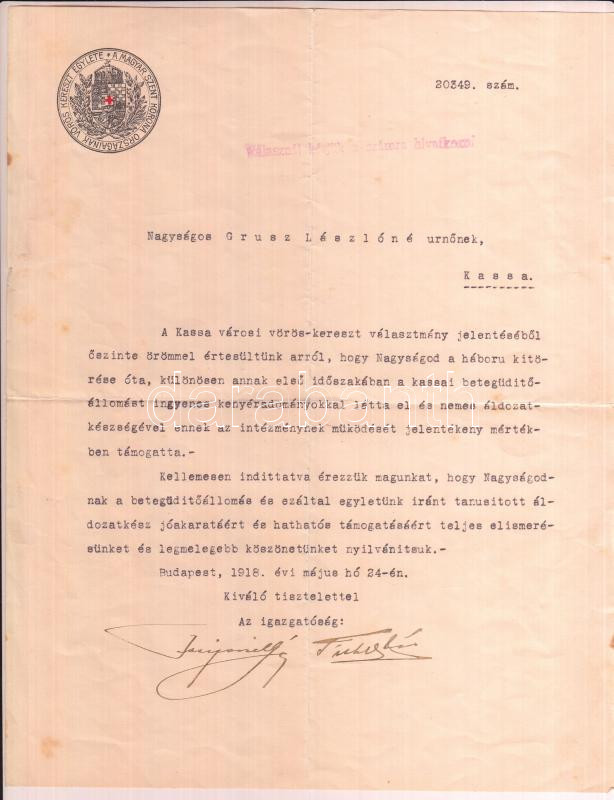 A MAGYAR SZENT KORONA ORSZÁGAINAK VÖRÖS KERESZT EGYLETE
20349. szám.
hivatkozni
Nagyságos Grusz Lászlóné urnőnek,
Kassa.
A Kassa városi vörös-kereszt választmány jelentéséből
őszinte örömmel értesültünk arról, hogy Nagyságod a háboru kitö-
rése óta, különösen annak első időszakában a kassai betegüditő-
állomást ingyenes kenyéradományokkal látta el és nemes áldozat-
készségével ennek az intézménynek müködését jelentékeny mérték-
ben támogatta.-
Kellemesen indittatva érezzük magunkat, hogy Nagyságod-
nak a betegüditőállomás és ezáltal egyletünk iránt tanusitott ál-
dozatkész jóakaratáért és hathatós támogatásáért teljes elismeré-
sünket és legmelegebb köszönetünket nyilvánitsuk.-
Budapest, 1918. évi május hó 24-én.
Kiváló tisztelettel
Az igazgatóság:
darabanth